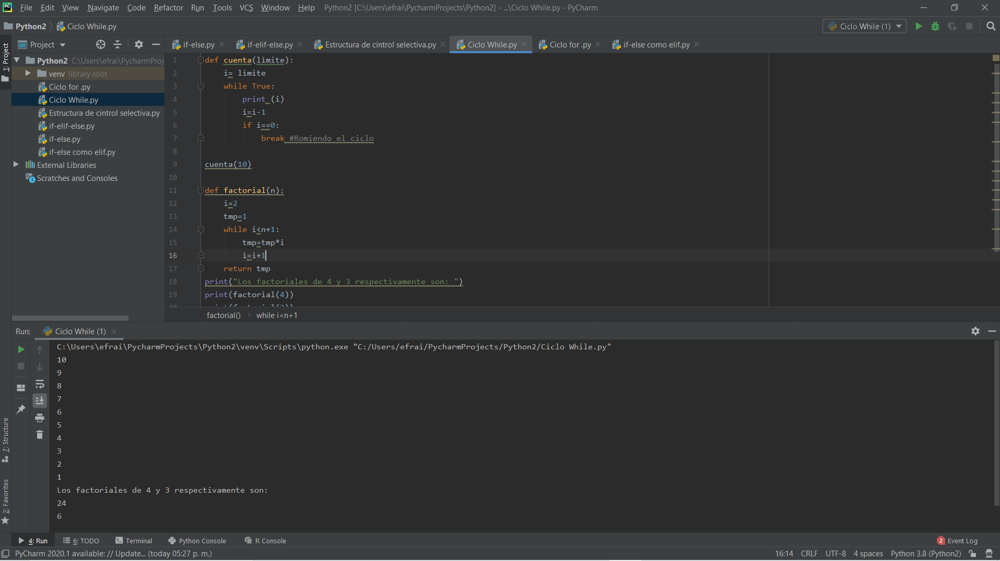 File Edit View Navigate Code Refactor Run Tools VCS Window Help Python2 [C:\Users\efrai\PycharmProjects\Python2] - ...\Ciclo While.py - PyCharm
Python2 Ciclo While.py Ciclo While (1)
Project if-else.py if-elif-else.py Estructura de cintrol selectiva.py Ciclo While.py Ciclo for .py if-else como elif.py
1: Project
Python2 C:\Users\efrai\PycharmProj
venv library root
Ciclo for .py
Ciclo While.py
Estructura de cintrol selectiva.py
if-elif-else.py
if-else.py
if-else como elif.py
External Libraries
Scratches and Consoles
1 def cuenta(limite):
2 i= limite
3 while True:
4 print (i)
5 i=i-1
6 if i==0:
7 break #Romiendo el ciclo
8
9 cuenta(10)
10
11 def factorial(n):
12 i=2
13 tmp=1
14 while i<n+1:
15 tmp=tmp*i
16 i=i+1
17 return tmp
18 print("Los factoriales de 4 y 3 respectivamente son: ")
19 print(factorial(4))
factorial() › while i<n+1
Run: Ciclo While (1)
C:\Users\efrai\PycharmProjects\Python2\venv\Scripts\python.exe "C:/Users/efrai/PycharmProjects/Python2/Ciclo While.py"
10
9
8
7
6
5
4
3
2
1
Los factoriales de 4 y 3 respectivamente son:
24
6
7: Structure
2: Favorites
4: Run 6: TODO Terminal Python Console R Console 2 Event Log
PyCharm 2020.1 available: // Update... (today 05:27 p. m.) 16:14 CRLF UTF-8 4 spaces Python 3.8 (Python2)